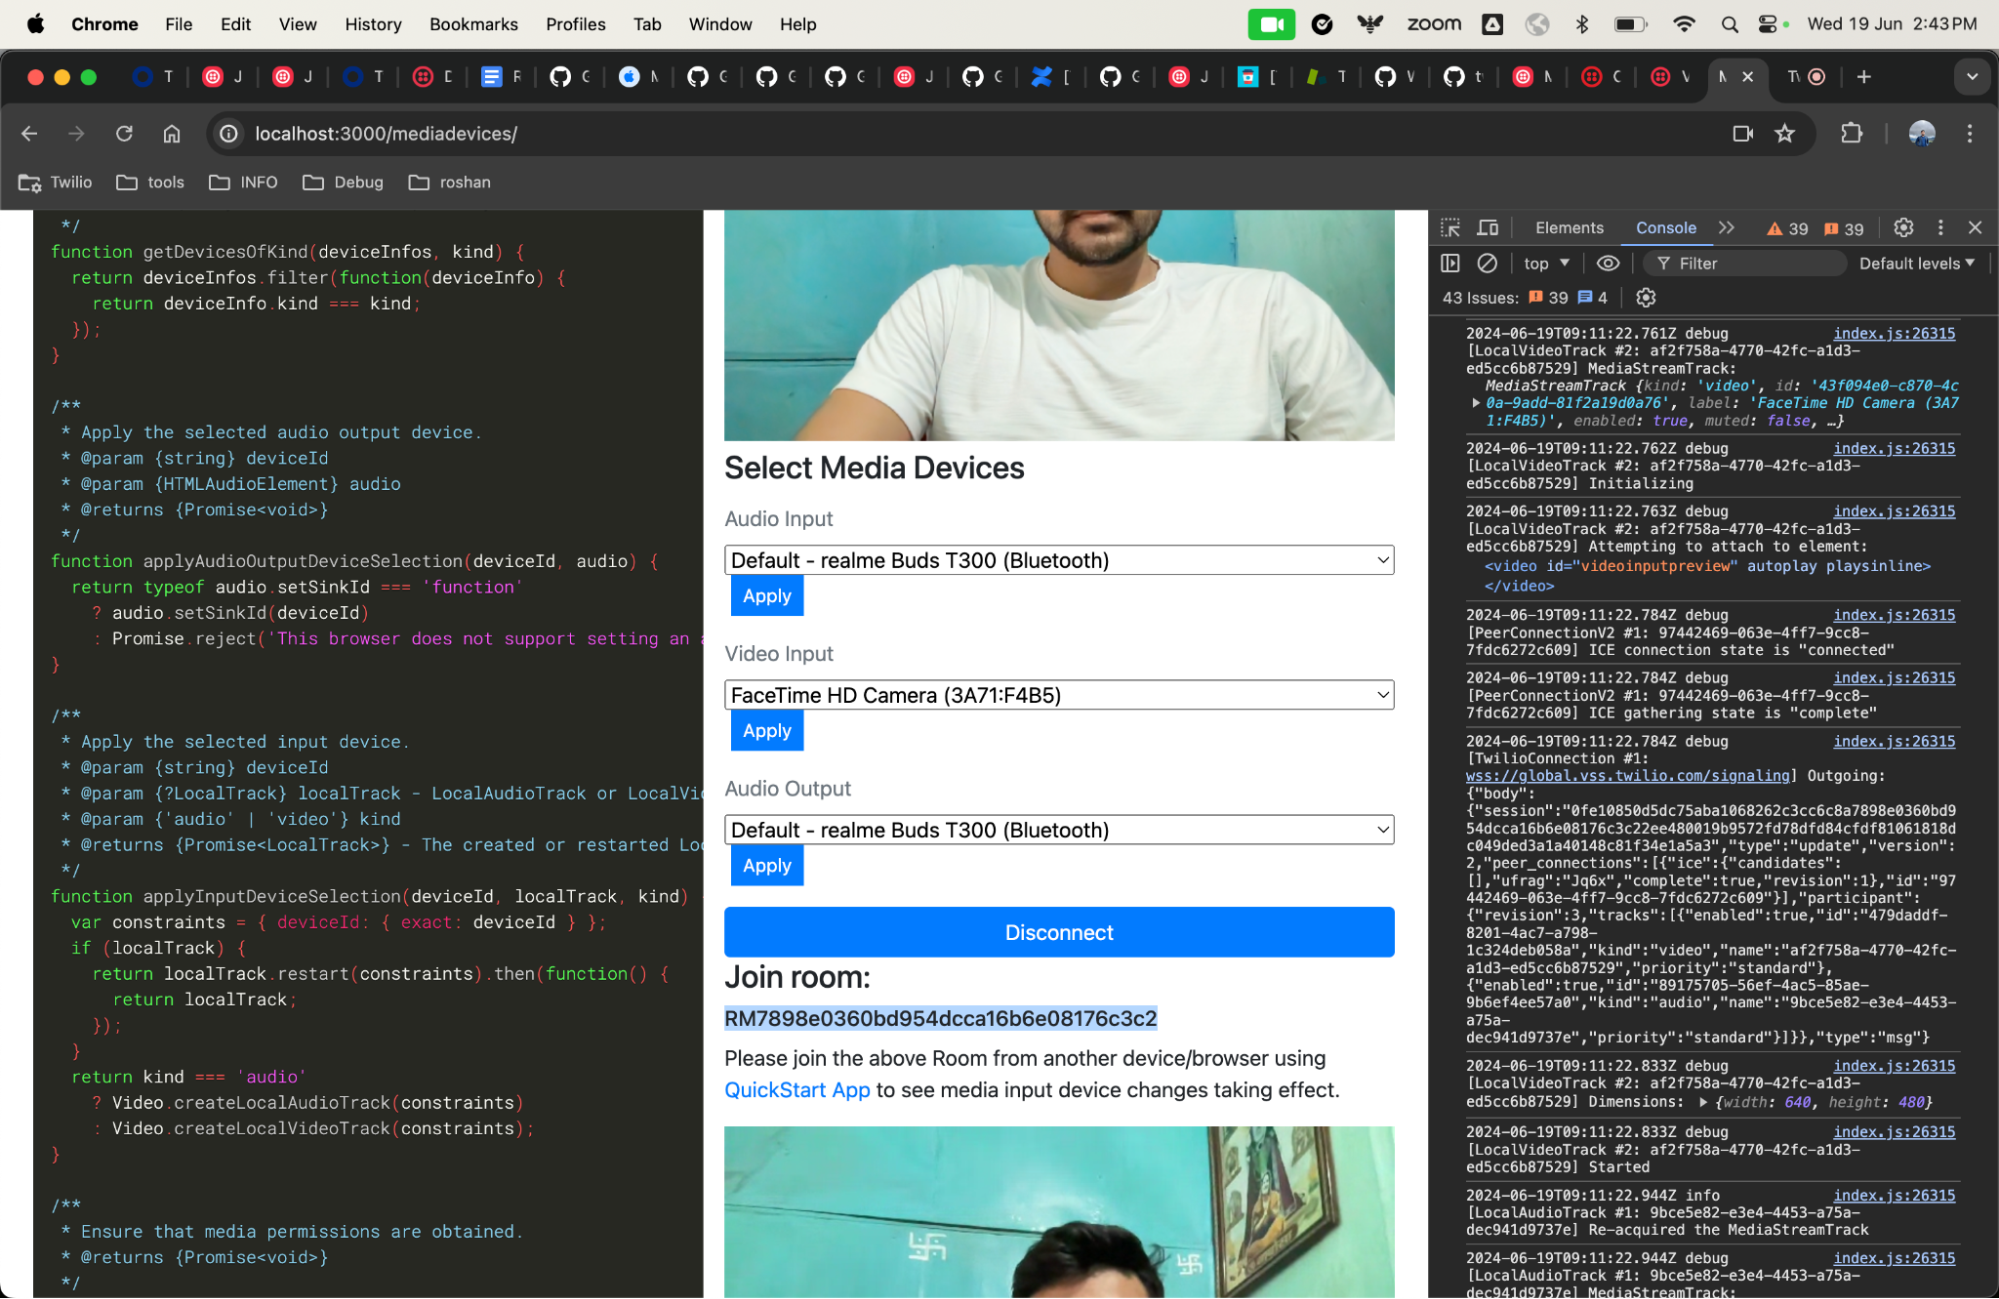 Chrome File Edit View History Bookmarks Profiles Tab Window Help zoom Wed 19 Jun 2:43 PM
T J J T D R G M G G G J G [ G J [ T W t M C V M T
localhost:3000/mediadevices/
Twilio tools INFO Debug roshan
*/
function getDevicesOfKind(deviceInfos, kind) {
return deviceInfos.filter(function(deviceInfo) {
return deviceInfo.kind === kind;
});
}
/**
* Apply the selected audio output device.
* @param {string} deviceId
* @param {HTMLAudioElement} audio
* @returns {Promise<void>}
*/
function applyAudioOutputDeviceSelection(deviceId, audio) {
return typeof audio.setSinkId === 'function'
? audio.setSinkId(deviceId)
: Promise.reject('This browser does not support setting an a
}
/**
* Apply the selected input device.
* @param {string} deviceId
* @param {?LocalTrack} localTrack - LocalAudioTrack or LocalVid
* @param {'audio' | 'video'} kind
* @returns {Promise<LocalTrack>} - The created or restarted Loc
*/
function applyInputDeviceSelection(deviceId, localTrack, kind) {
var constraints = { deviceId: { exact: deviceId } };
if (localTrack) {
return localTrack.restart(constraints).then(function() {
return localTrack;
});
}
return kind === 'audio'
? Video.createLocalAudioTrack(constraints)
: Video.createLocalVideoTrack(constraints);
}
/**
* Ensure that media permissions are obtained.
* @returns {Promise<void>}
*/
Select Media Devices
Audio Input
Default - realme Buds T300 (Bluetooth)
Apply
Video Input
FaceTime HD Camera (3A71:F4B5)
Apply
Audio Output
Default - realme Buds T300 (Bluetooth)
Apply
Disconnect
Join room:
RM7898e0360bd954dcca16b6e08176c3c2
Please join the above Room from another device/browser using
QuickStart App to see media input device changes taking effect.
Elements Console 39 39
top Filter Default levels
43 Issues: 39 4
2024-06-19T09:11:22.761Z debug index.js:26315
[LocalVideoTrack #2: af2f758a-4770-42fc-a1d3-
ed5cc6b87529] MediaStreamTrack:
MediaStreamTrack {kind: 'video', id: '43f094e0-c870-4c
0a-9add-81f2a19d0a76', label: 'FaceTime HD Camera (3A7
1:F4B5)', enabled: true, muted: false, …}
2024-06-19T09:11:22.762Z debug index.js:26315
[LocalVideoTrack #2: af2f758a-4770-42fc-a1d3-
ed5cc6b87529] Initializing
2024-06-19T09:11:22.763Z debug index.js:26315
[LocalVideoTrack #2: af2f758a-4770-42fc-a1d3-
ed5cc6b87529] Attempting to attach to element:
<video id="videoinputpreview" autoplay playsinline>
</video>
2024-06-19T09:11:22.784Z debug index.js:26315
[PeerConnectionV2 #1: 97442469-063e-4ff7-9cc8-
7fdc6272c609] ICE connection state is "connected"
2024-06-19T09:11:22.784Z debug index.js:26315
[PeerConnectionV2 #1: 97442469-063e-4ff7-9cc8-
7fdc6272c609] ICE gathering state is "complete"
2024-06-19T09:11:22.784Z debug index.js:26315
[TwilioConnection #1:
wss://global.vss.twilio.com/signaling] Outgoing:
{"body":
{"session":"0fe10850d5dc75aba1068262c3cc6c8a7898e0360bd9
54dcca16b6e08176c3c22ee480019b9572fd78dfd84cfdf81061818d
c049ded3a1a40148c81f34e1a5a3","type":"update","version":
2,"peer_connections":[{"ice":{"candidates":
[],"ufrag":"Jq6x","complete":true,"revision":1},"id":"97
442469-063e-4ff7-9cc8-7fdc6272c609"}],"participant":
{"revision":3,"tracks":[{"enabled":true,"id":"479daddf-
8201-4ac7-a798-
1c324deb058a","kind":"video","name":"af2f758a-4770-42fc-
a1d3-ed5cc6b87529","priority":"standard"},
{"enabled":true,"id":"89175705-56ef-4ac5-85ae-
9b6ef4ee57a0","kind":"audio","name":"9bce5e82-e3e4-4453-
a75a-
dec941d9737e","priority":"standard"}]}},"type":"msg"}
2024-06-19T09:11:22.833Z debug index.js:26315
[LocalVideoTrack #2: af2f758a-4770-42fc-a1d3-
ed5cc6b87529] Dimensions: {width: 640, height: 480}
2024-06-19T09:11:22.833Z debug index.js:26315
[LocalVideoTrack #2: af2f758a-4770-42fc-a1d3-
ed5cc6b87529] Started
2024-06-19T09:11:22.944Z info index.js:26315
[LocalAudioTrack #1: 9bce5e82-e3e4-4453-a75a-
dec941d9737e] Re-acquired the MediaStreamTrack
2024-06-19T09:11:22.944Z debug index.js:26315
[LocalAudioTrack #1: 9bce5e82-e3e4-4453-a75a-
dec941d9737e] MediaStreamTrack: